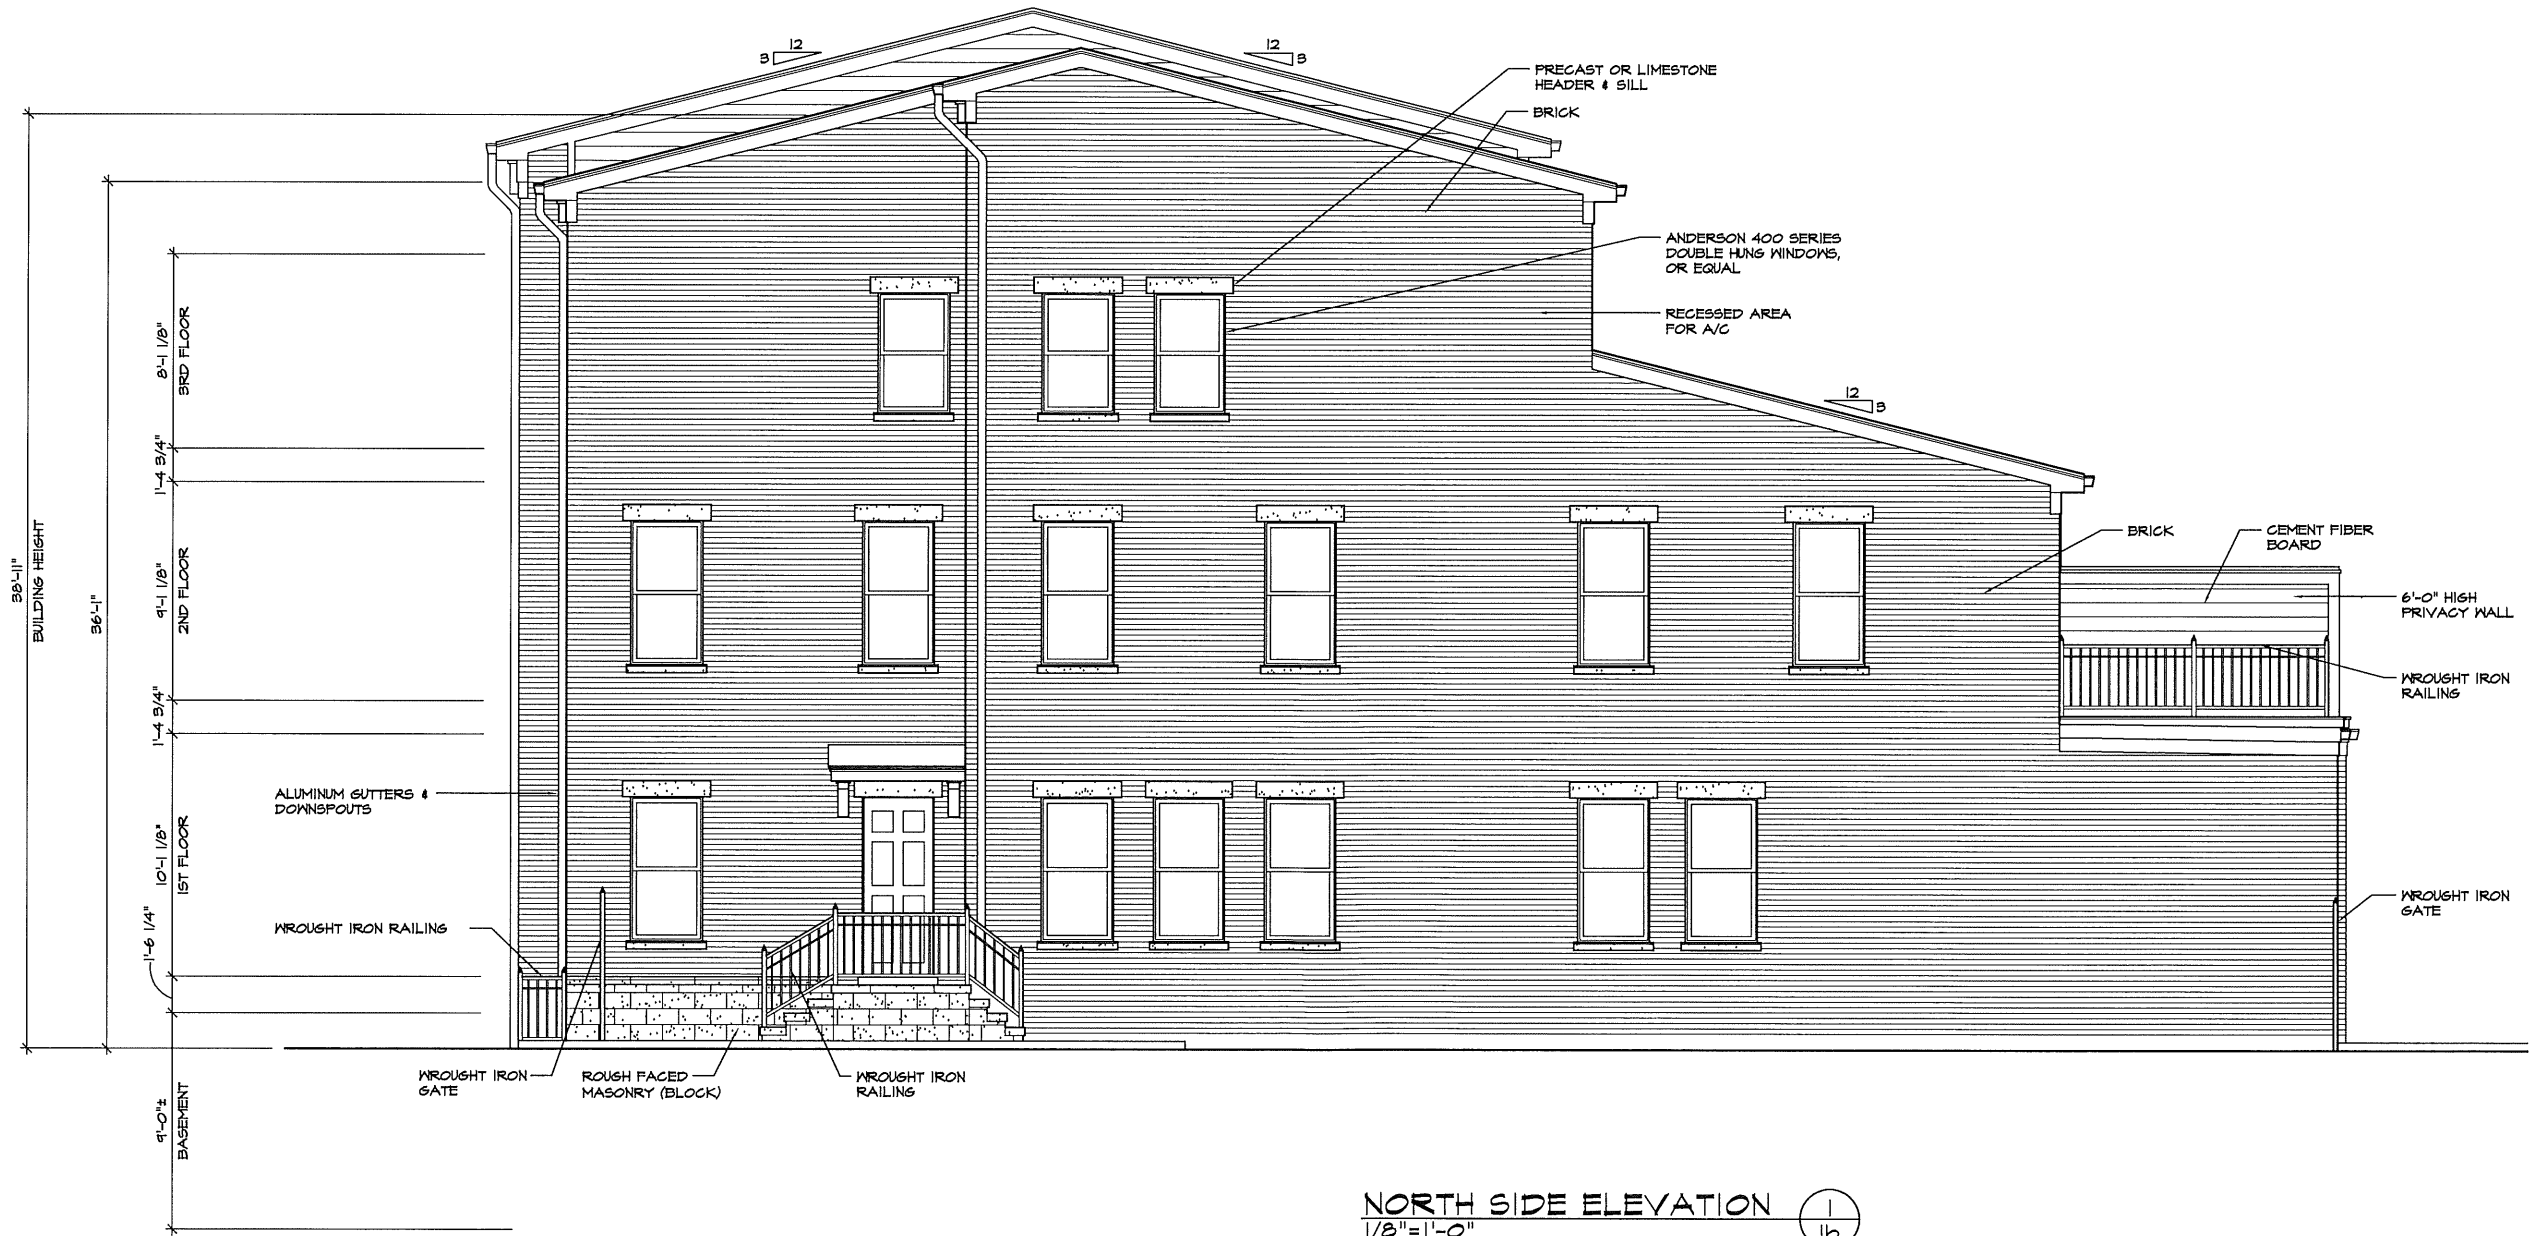 12
3
12
3
PRECAST OR LIMESTONE
HEADER & SILL
BRICK
ANDERSON 400 SERIES
DOUBLE HUNG WINDOWS,
OR EQUAL
RECESSED AREA
FOR A/C
12
3
BRICK
CEMENT FIBER
BOARD
6'-0" HIGH
PRIVACY WALL
WROUGHT IRON
RAILING
WROUGHT IRON
GATE
38'-11"
BUILDING HEIGHT
36'-1"
8'-1 1/8"
3RD FLOOR
1'-4 3/4"
9'-1 1/8"
2ND FLOOR
1'-4 3/4"
10'-1 1/8"
1ST FLOOR
1'-6 1/4"
9'-0"±
BASEMENT
ALUMINUM GUTTERS &
DOWNSPOUTS
WROUGHT IRON RAILING
WROUGHT IRON
GATE
ROUGH FACED
MASONRY (BLOCK)
WROUGHT IRON
RAILING
NORTH SIDE ELEVATION
1/8"=1'-0"
1